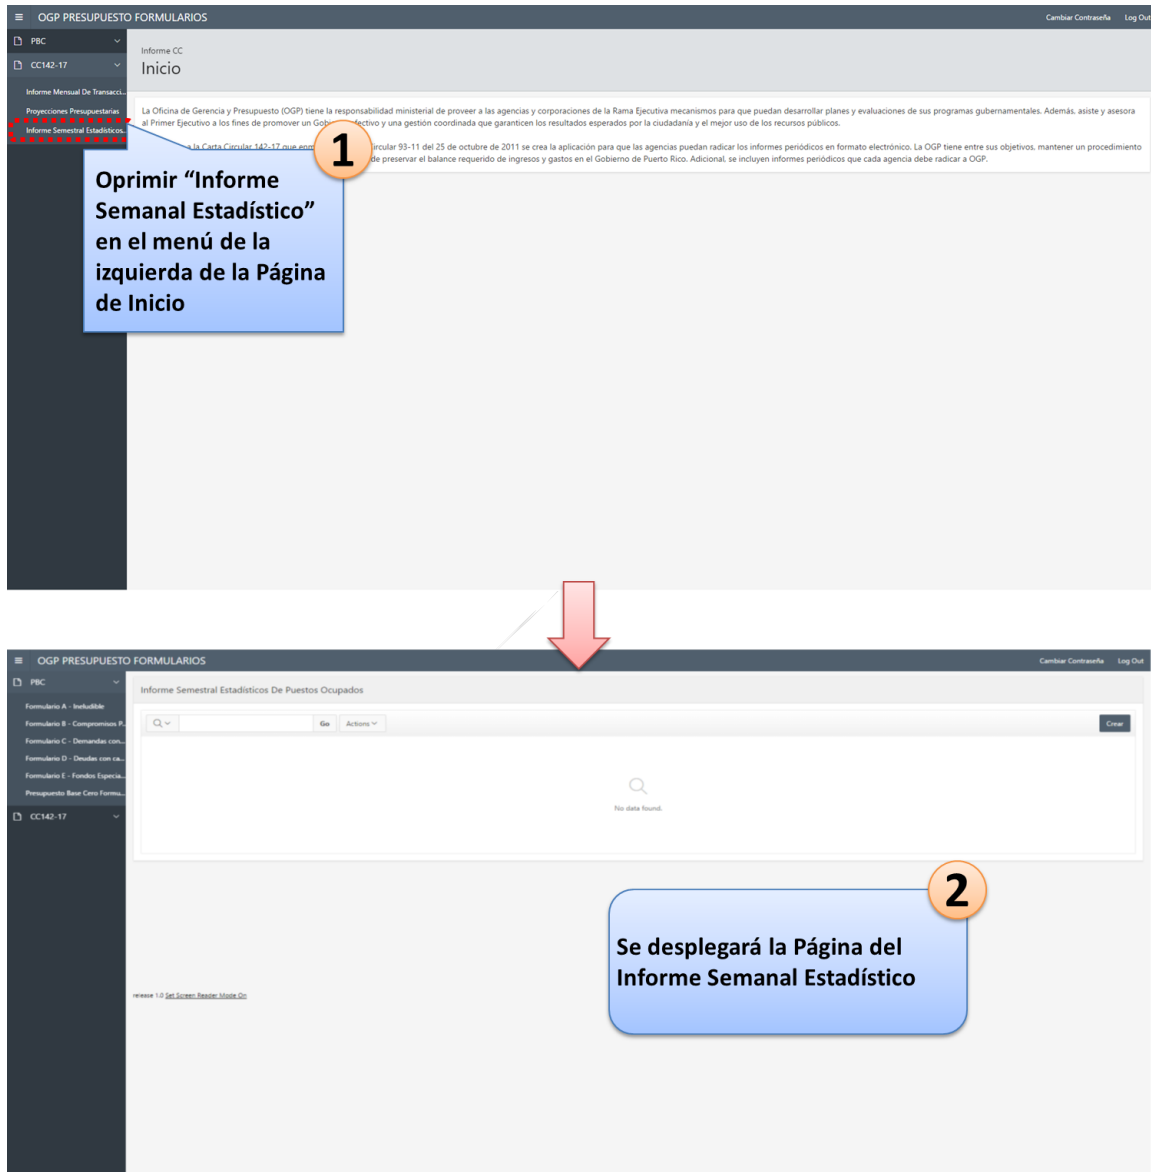 OGP PRESUPUESTO FORMULARIOS
Cambiar Contraseña Log Out
PBC
CC142-17
Informe Mensual De Transacci...
Proyecciones Presupuestarias
Informe Semestral Estadísticos...
Informe CC
Inicio
La Oficina de Gerencia y Presupuesto (OGP) tiene la responsabilidad ministerial de proveer a las agencias y corporaciones de la Rama Ejecutiva mecanismos para que puedan desarrollar planes y evaluaciones de sus programas gubernamentales. Además, asiste y asesora
al Primer Ejecutivo a los fines de promover un Gobierno efectivo y una gestión coordinada que garanticen los resultados esperados por la ciudadanía y el mejor uso de los recursos públicos.
a la Carta Circular 142-17 que ircular 93-11 del 25 de octubre de 2011 se crea la aplicación para que las agencias puedan radicar los informes periódicos en formato electrónico. La OGP tiene entre sus objetivos, mantener un procedimiento
de preservar el balance requerido de ingresos y gastos en el Gobierno de Puerto Rico. Adicional, se incluyen informes periódicos que cada agencia debe radicar a OGP.
1
Oprimir “Informe
Semanal Estadístico”
en el menú de la
izquierda de la Página
de Inicio
OGP PRESUPUESTO FORMULARIOS
Cambiar Contraseña Log Out
PBC
Formulario A - Ineludible
Formulario B - Compromisos P...
Formulario C - Demandas con...
Formulario D - Deudas con ca...
Formulario E - Fondos Especia...
Presupuesto Base Cero Formu...
CC142-17
Informe Semestral Estadísticos De Puestos Ocupados
Go Actions
Crear
No data found.
2
Se desplegará la Página del
Informe Semanal Estadístico
release 1.0 Set Screen Reader Mode On